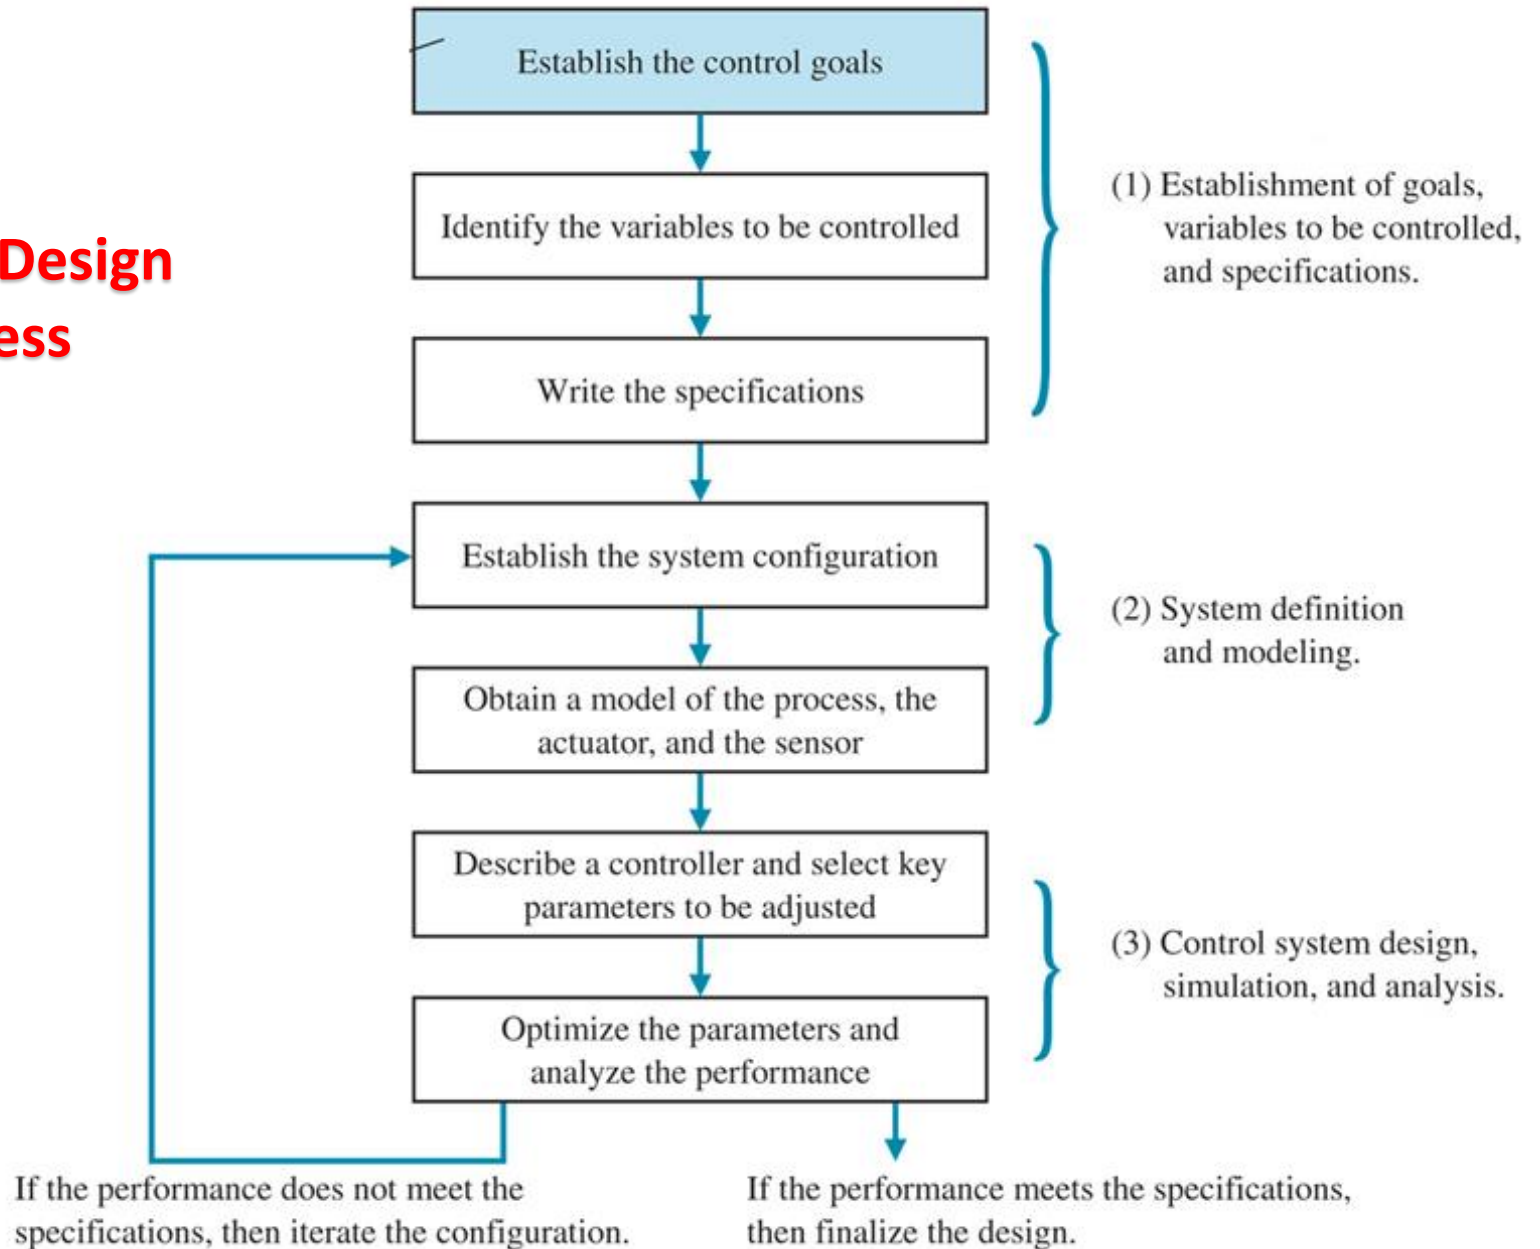 Design
ess
Establish the control goals
Identify the variables to be controlled
Write the specifications
Establish the system configuration
Obtain a model of the process, the
actuator, and the sensor
Describe a controller and select key
parameters to be adjusted
Optimize the parameters and
analyze the performance
(1) Establishment of goals,
variables to be controlled,
and specifications.
(2) System definition
and modeling.
(3) Control system design,
simulation, and analysis.
If the performance does not meet the
specifications, then iterate the configuration.
If the performance meets the specifications,
then finalize the design.